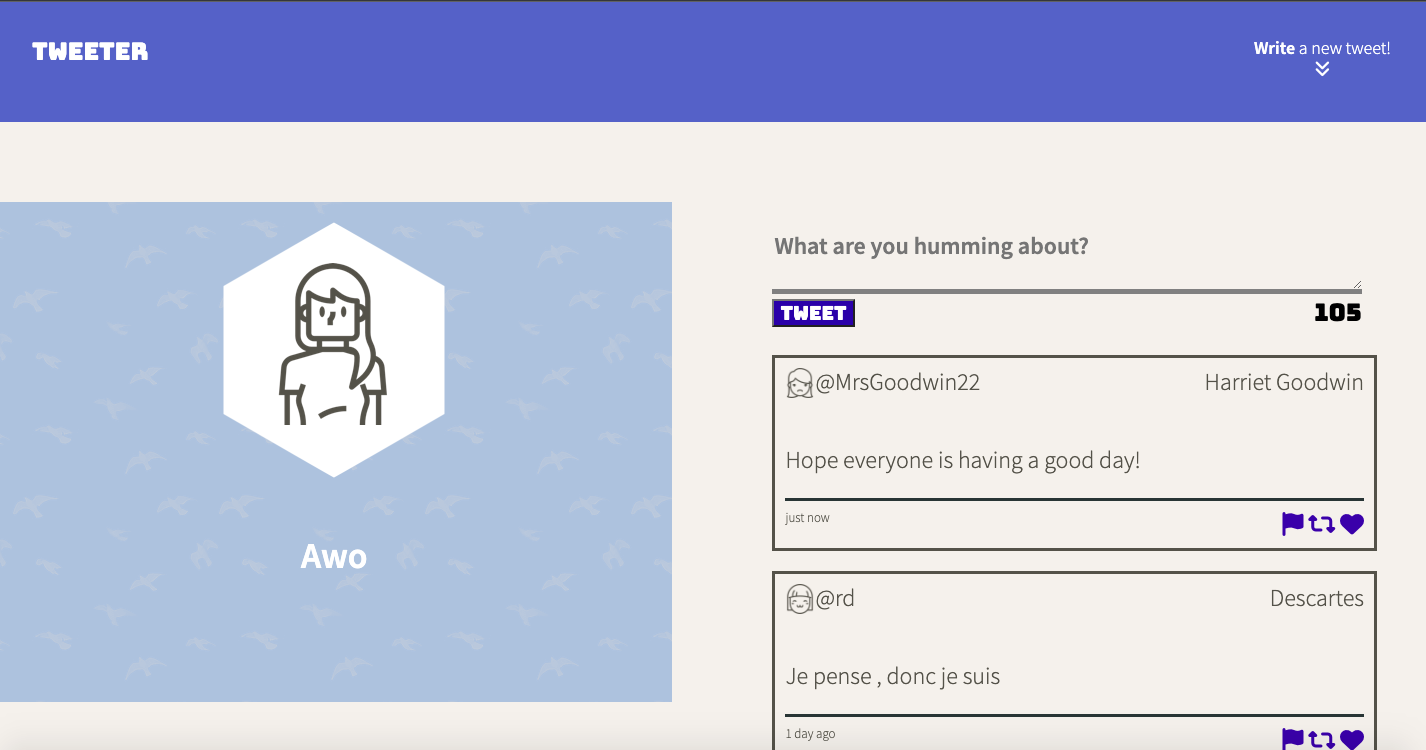 TWEETER
Write a new tweet!
Awo
What are you humming about?
TWEET
105
@MrsGoodwin22
Harriet Goodwin
Hope everyone is having a good day!
just now
@rd
Descartes
Je pense , donc je suis
1 day ago